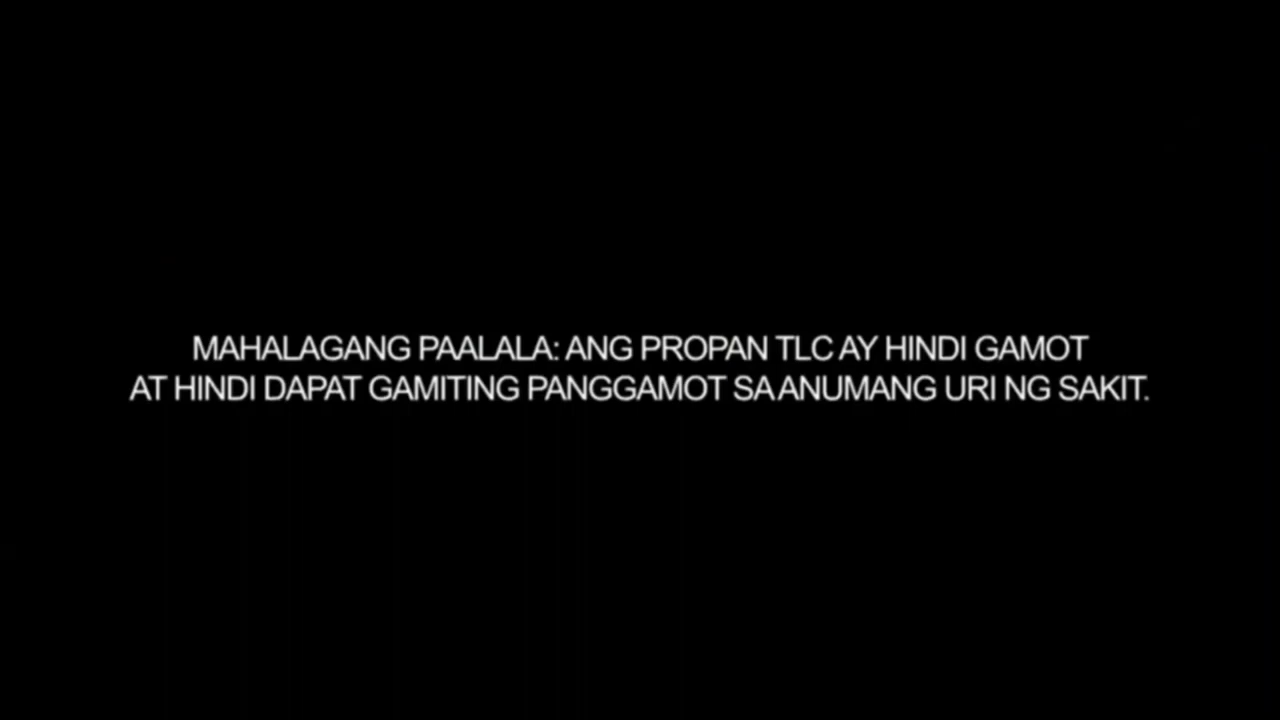 MAHALAGANG PAALALA: ANG PROPAN TLC AY HINDI GAMOT
AT HINDI DAPAT GAMITING PANGGAMOT SA ANUMANG URI NG SAKIT.